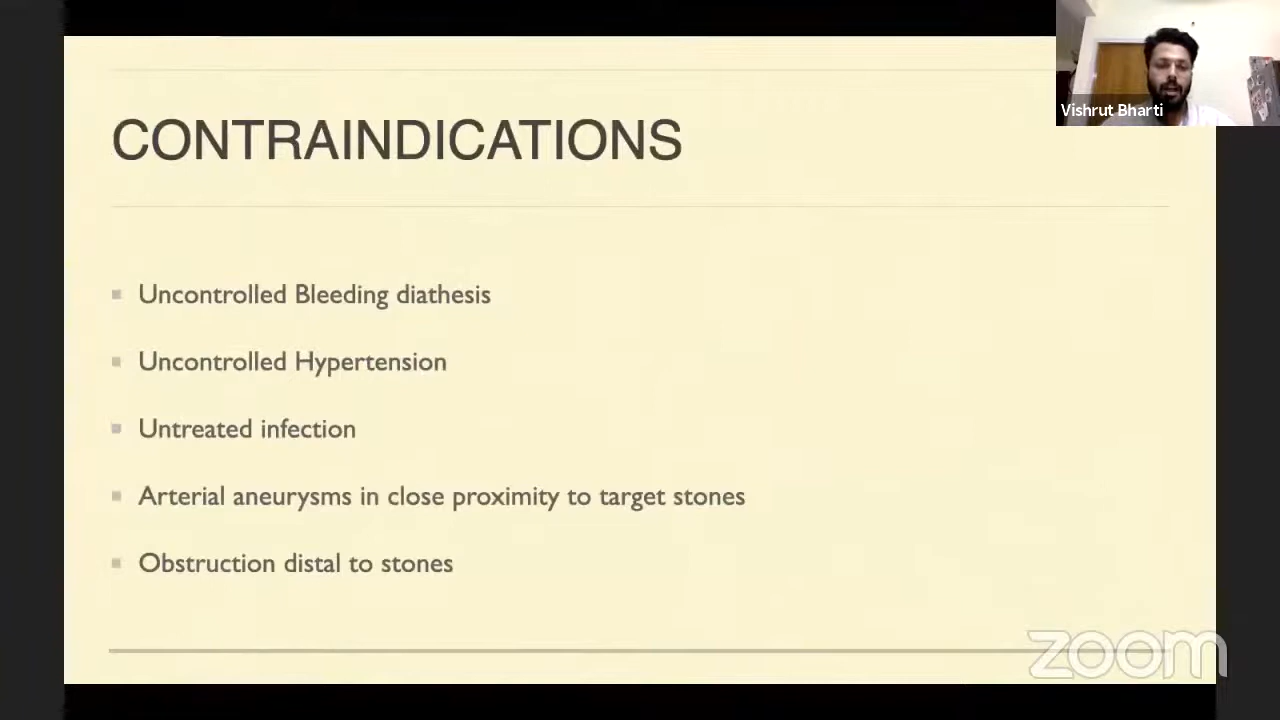 Vishrut Bharti
CONTRAINDICATIONS
Uncontrolled Bleeding diathesis
Uncontrolled Hypertension
Untreated infection
Arterial aneurysms in close proximity to target stones
Obstruction distal to stones
zoom